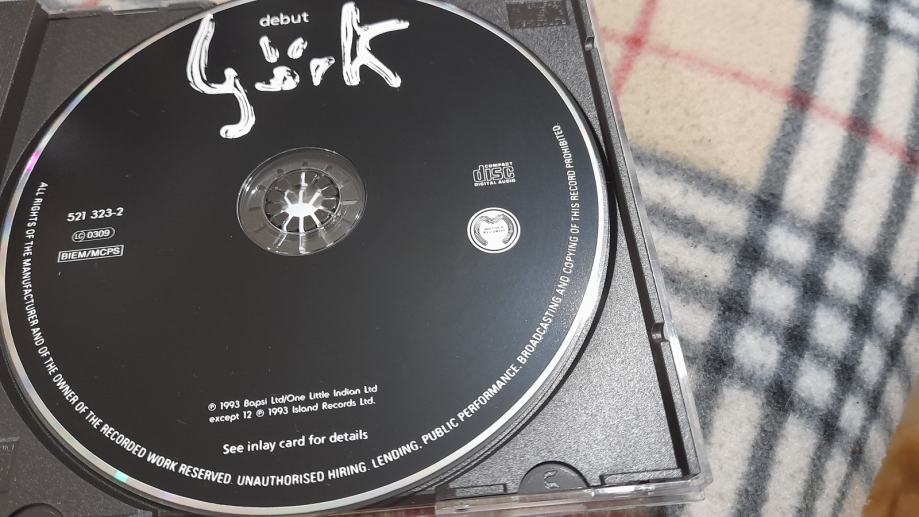 debut
björk
COMPACT
disc
DIGITAL AUDIO
521 323-2
LC 0309
BIEM/MCPS
℗ 1993 Bapsi Ltd/One Little Indian Ltd
except 12 ℗ 1993 Island Records Ltd.
See inlay card for details
ALL RIGHTS OF THE MANUFACTURER AND OF THE OWNER OF THE RECORDED WORK RESERVED. UNAUTHORISED HIRING. LENDING, PUBLIC PERFORMANCE. BROADCASTING AND COPYING OF THIS RECORD PROHIBITED.